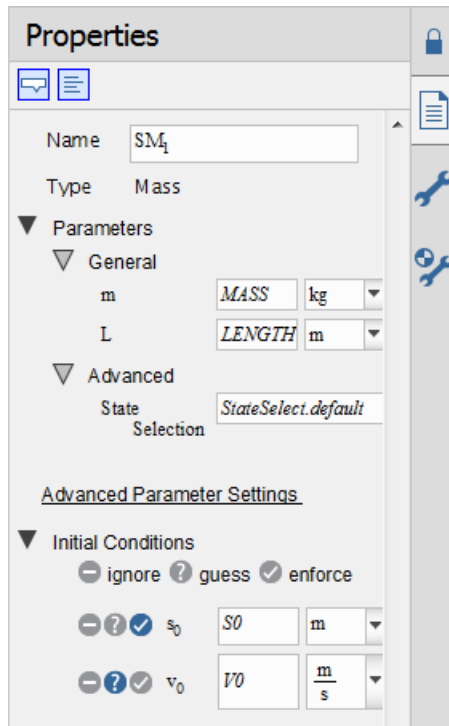 Properties
Name SM₁
Type Mass
Parameters
General
m MASS kg
L LENGTH m
Advanced
State Selection StateSelect.default
Advanced Parameter Settings
Initial Conditions
ignore ? guess enforce
? s₀ S0 m
? v₀ V0 m/s